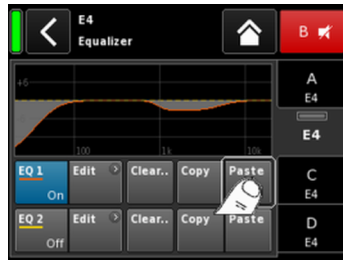 E4
Equalizer
B
A
E4
E4
C
E4
D
E4
+6
100
1k
10k
EQ 1
On
Edit
Clear..
Copy
Paste
EQ 2
Off
Edit
Clear..
Copy
Paste